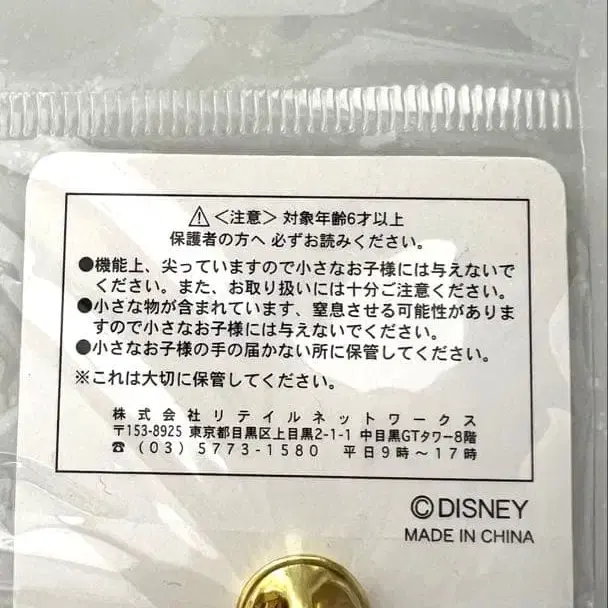 ⚠<注意> 対象年齢6才以上
保護者の方へ 必ずお読みください。
●機能上、尖っていますので小さなお子様には与えないで
ください。また、お取り扱いには十分ご注意ください。
●小さな物が含まれています、窒息させる可能性がありま
すので小さなお子様には与えないでください。
●小さなお子様の手の届かない所に保管してください。
※これは大切に保管してください。
株式会社リテイルネットワークス
〒153-8925 東京都目黒区上目黒2-1-1 中目黒GTタワー8階
☎(03)5773-1580 平日9時~17時
©DISNEY
MADE IN CHINA